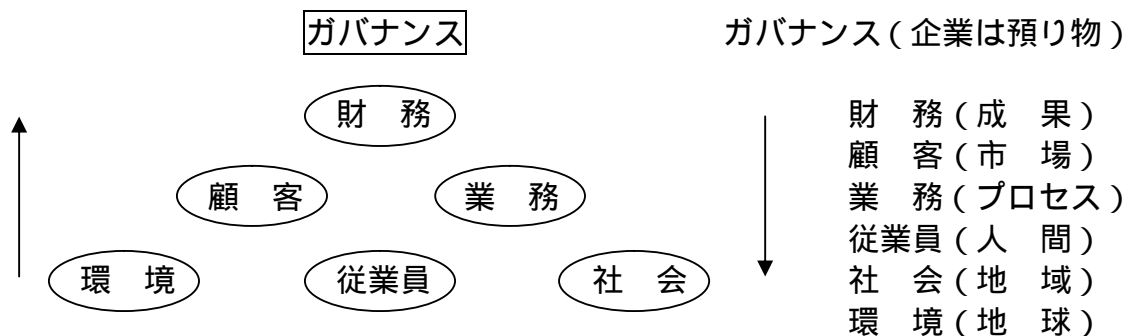 ガバナンス
財　務
顧　客　業　務
環　境　従業員　社　会
ガバナンス（企業は預り物）
財　務（成　果）
顧　客（市　場）
業　務（プロセス）
従業員（人　間）
社　会（地　域）
環　境（地　球）